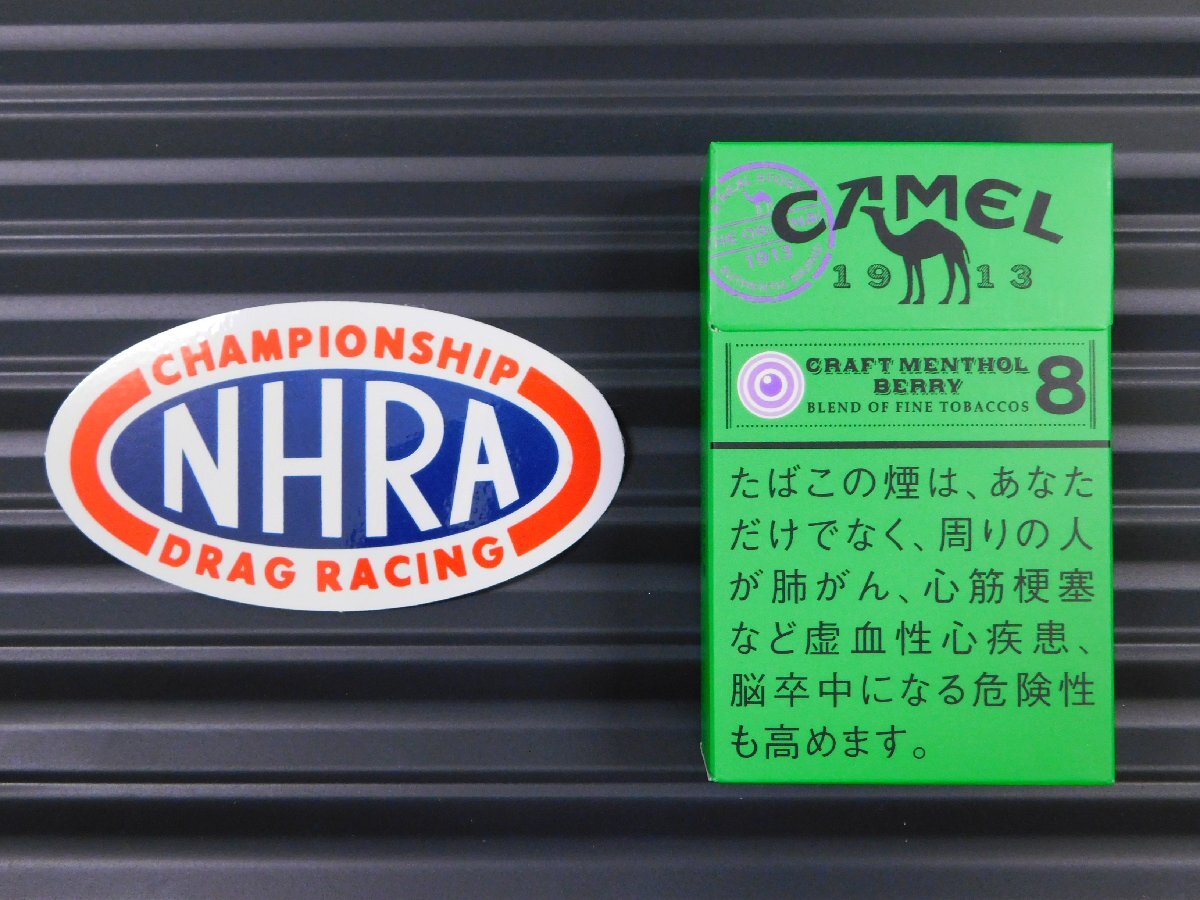 CHAMPIONSHIP
NHRA
DRAG RACING
CAMEL
1913
1913
CRAFT MENTHOL
BERRY
8
BLEND OF FINE TOBACCOS
たばこの煙は、あなた
だけでなく、周りの人
が肺がん、心筋梗塞
など虚血性心疾患、
脳卒中になる危険性
も高めます。